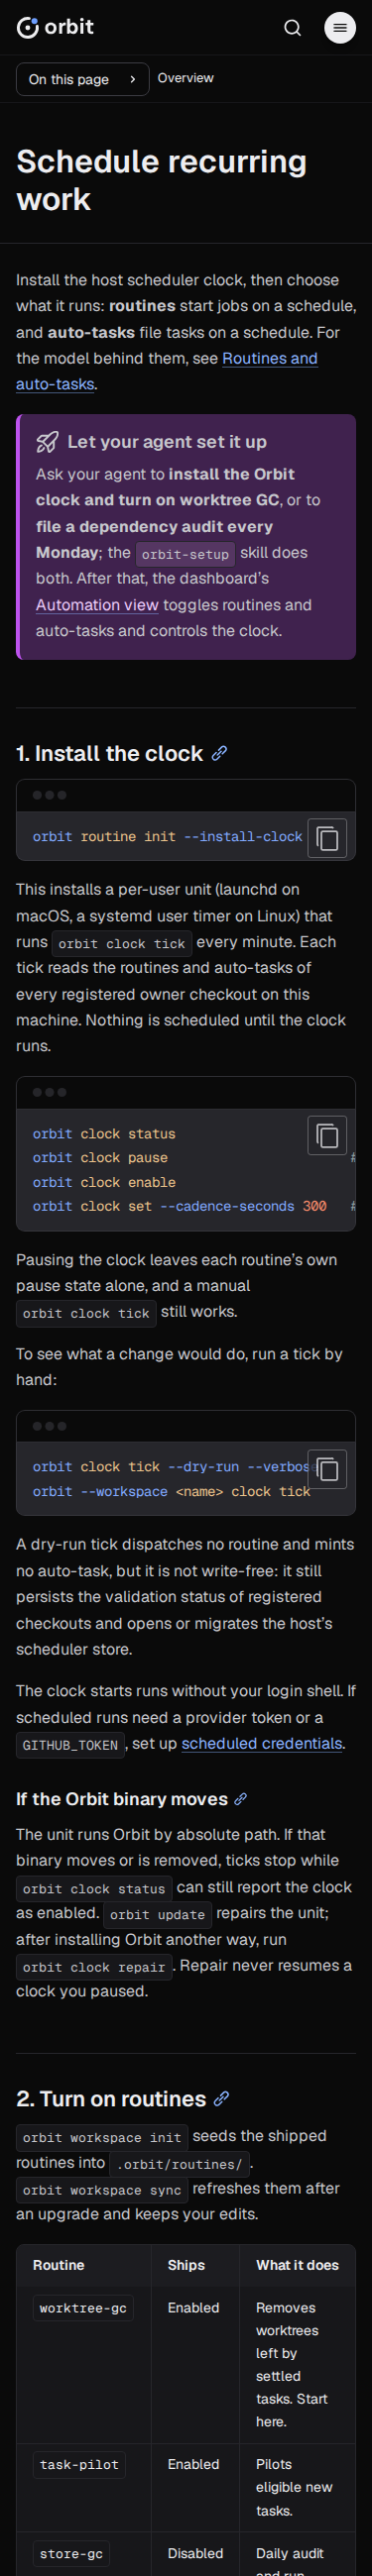 orbit
On this page
Overview
Schedule recurring
work
Install the host scheduler clock, then choose
what it runs: routines start jobs on a schedule,
and auto-tasks file tasks on a schedule. For
the model behind them, see Routines and
auto-tasks.
Let your agent set it up
Ask your agent to install the Orbit
clock and turn on worktree GC, or to
file a dependency audit every
Monday; the orbit-setup skill does
both. After that, the dashboard's
Automation view toggles routines and
auto-tasks and controls the clock.
1. Install the clock
orbit routine init --install-clock
This installs a per-user unit (launchd on
macOS, a systemd user timer on Linux) that
runs orbit clock tick every minute. Each
tick reads the routines and auto-tasks of
every registered owner checkout on this
machine. Nothing is scheduled until the clock
runs.
orbit clock status
orbit clock pause #
orbit clock enable
orbit clock set --cadence-seconds 300 #
Pausing the clock leaves each routine's own
pause state alone, and a manual
orbit clock tick still works.
To see what a change would do, run a tick by
hand:
orbit clock tick --dry-run --verbose
orbit --workspace <name> clock tick
A dry-run tick dispatches no routine and mints
no auto-task, but it is not write-free: it still
persists the validation status of registered
checkouts and opens or migrates the host's
scheduler store.
The clock starts runs without your login shell. If
scheduled runs need a provider token or a
GITHUB_TOKEN, set up scheduled credentials.
If the Orbit binary moves
The unit runs Orbit by absolute path. If that
binary moves or is removed, ticks stop while
orbit clock status can still report the clock
as enabled. orbit update repairs the unit;
after installing Orbit another way, run
orbit clock repair. Repair never resumes a
clock you paused.
2. Turn on routines
orbit workspace init seeds the shipped
routines into .orbit/routines/.
orbit workspace sync refreshes them after
an upgrade and keeps your edits.
Routine Ships What it does
worktree-gc Enabled Removes
worktrees
left by
settled
tasks. Start
here.
task-pilot Enabled Pilots
eligible new
tasks.
store-gc Disabled Daily audit
and run